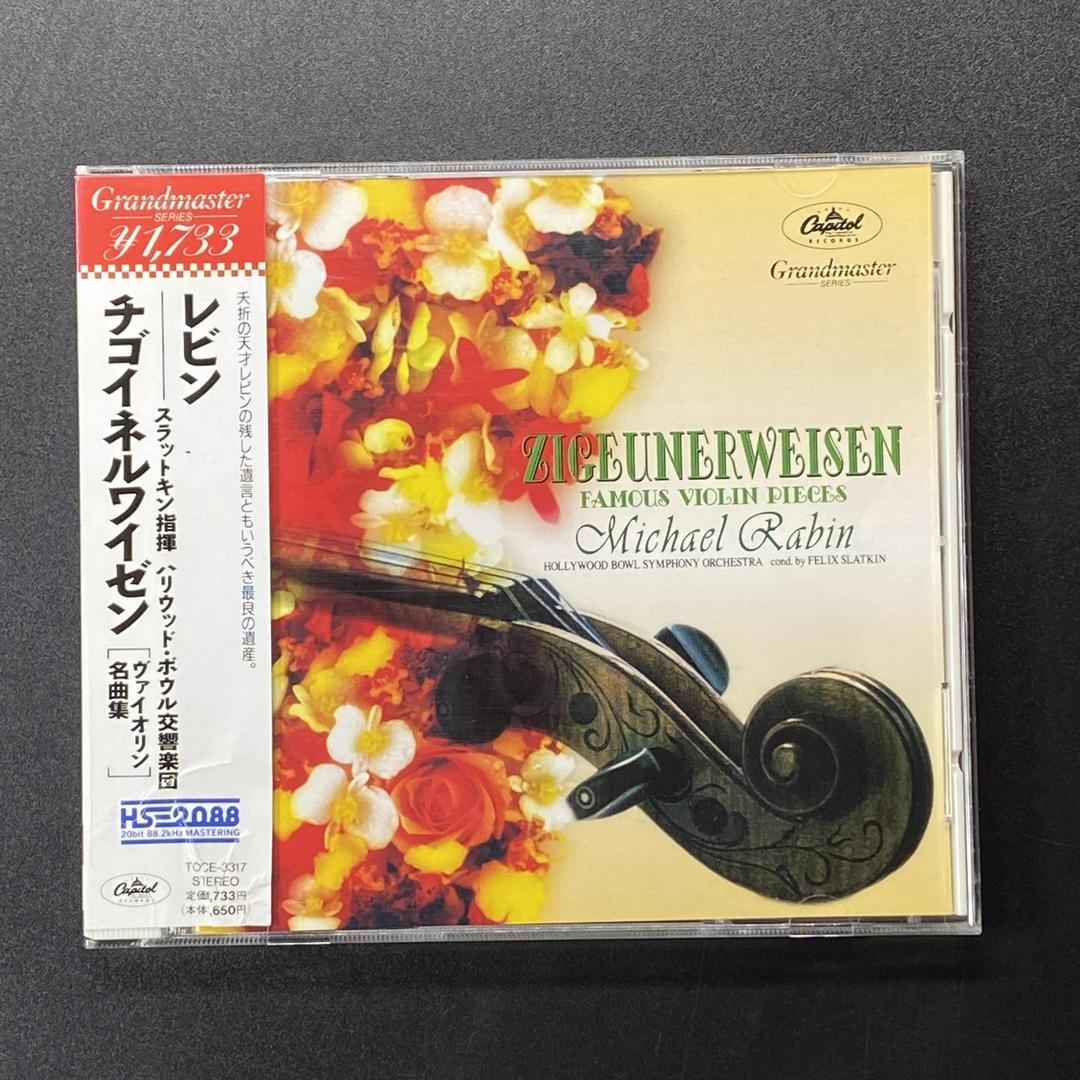 Grandmaster
SERIES
¥1,733
夭折の天才レビンの残した遺言ともいうべき最良の遺産。
レビン
スラットキン指揮 ハリウッド・ボウル交響楽団
チゴイネルワイゼン
[ヴァイオリン名曲集]
HS-2088
20bit 88.2kHz MASTERING
TOCE-3317
STEREO
定価1,733円
(本体1,650円)
Capitol
RECORDS
Capitol
RECORDS
Grandmaster
SERIES
ZIGEUNERWEISEN
FAMOUS VIOLIN PIECES
Michael Rabin
HOLLYWOOD BOWL SYMPHONY ORCHESTRA cond. by FELIX SLATKIN